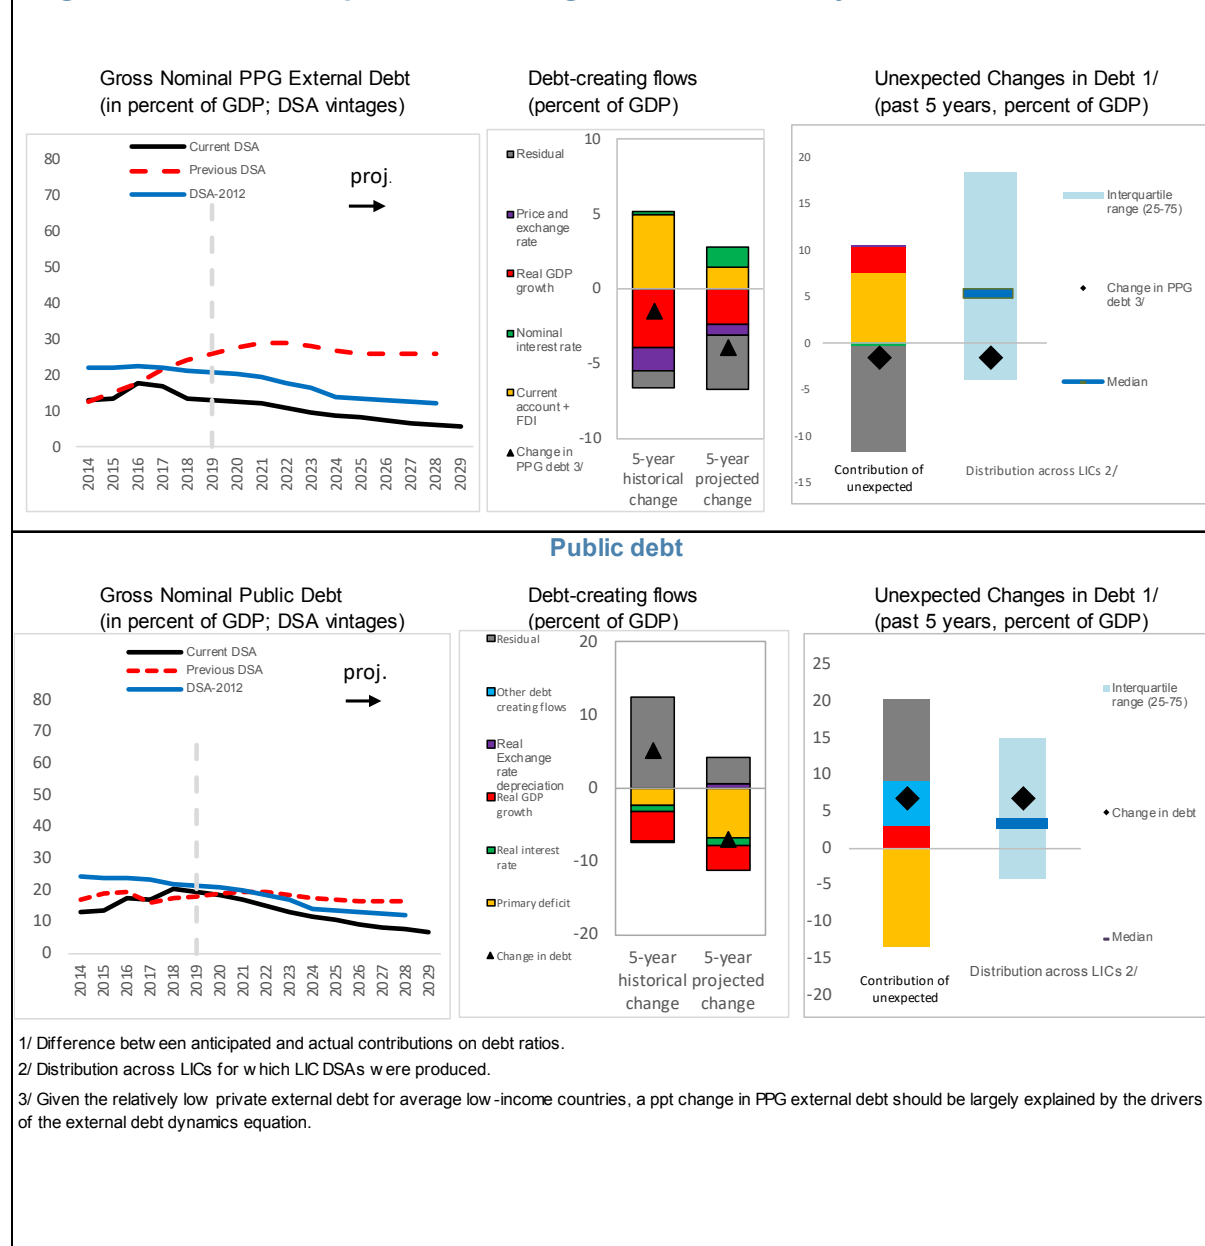 Gross Nominal PPG External Debt
(in percent of GDP; DSA vintages)
Current DSA
Previous DSA
DSA-2012
proj.
80
70
60
50
40
30
20
10
0
2014
2015
2016
2017
2018
2019
2020
2021
2022
2023
2024
2025
2026
2027
2028
2029
Debt-creating flows
(percent of GDP)
Residual
Price and
exchange
rate
Real GDP
growth
Nominal
interest rate
Current
account +
FDI
Change in
PPG debt 3/
10
5
0
-5
-10
5-year
historical
change
5-year
projected
change
Unexpected Changes in Debt 1/
(past 5 years, percent of GDP)
20
15
10
5
0
-5
-10
-15
Interquartile
range (25-75)
Change in PPG
debt 3/
Median
Contribution of
unexpected
Distribution across LICs 2/
Public debt
Gross Nominal Public Debt
(in percent of GDP; DSA vintages)
Current DSA
Previous DSA
DSA-2012
proj.
80
70
60
50
40
30
20
10
0
2014
2015
2016
2017
2018
2019
2020
2021
2022
2023
2024
2025
2026
2027
2028
2029
Debt-creating flows
(percent of GDP)
Residual
Other debt
creating flows
Real
Exchange
rate
depreciation
Real GDP
growth
Real interest
rate
Primary deficit
Change in debt
20
10
0
-10
-20
5-year
historical
change
5-year
projected
change
Unexpected Changes in Debt 1/
(past 5 years, percent of GDP)
25
20
15
10
5
0
-5
-10
-15
-20
Interquartile
range (25-75)
Change in debt
Median
Contribution of
unexpected
Distribution across LICs 2/
1/ Difference between anticipated and actual contributions on debt ratios.
2/ Distribution across LICs for which LIC DSAs were produced.
3/ Given the relatively low private external debt for average low-income countries, a ppt change in PPG external debt should be largely explained by the drivers
of the external debt dynamics equation.